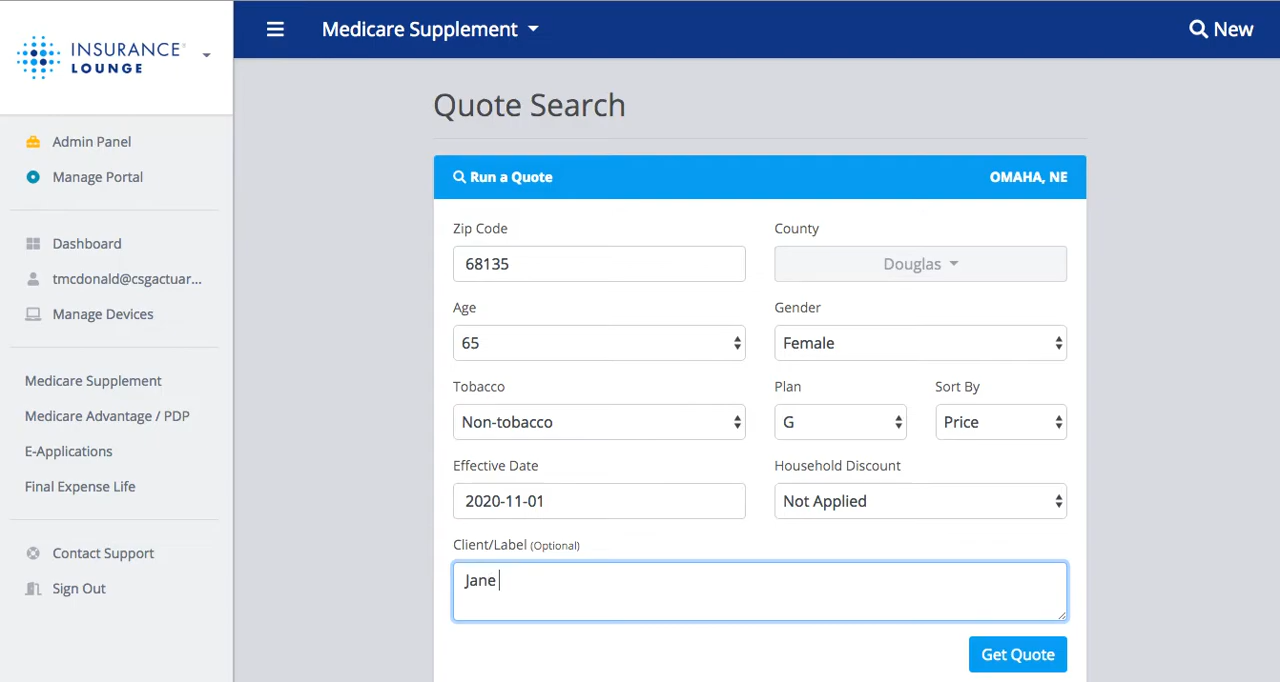 INSURANCE
LOUNGE
Medicare Supplement
New
Admin Panel
Manage Portal
Dashboard
tmcdonald@csgactuar...
Manage Devices
Medicare Supplement
Medicare Advantage / PDP
E-Applications
Final Expense Life
Contact Support
Sign Out
Quote Search
Run a Quote OMAHA, NE
Zip Code County
68135 Douglas
Age Gender
65 Female
Tobacco Plan Sort By
Non-tobacco G Price
Effective Date Household Discount
2020-11-01 Not Applied
Client/Label (Optional)
Jane
Get Quote